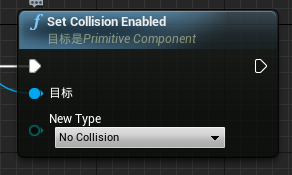 Set Collision Enabled
目标是Primitive Component
目标
New Type
No Collision